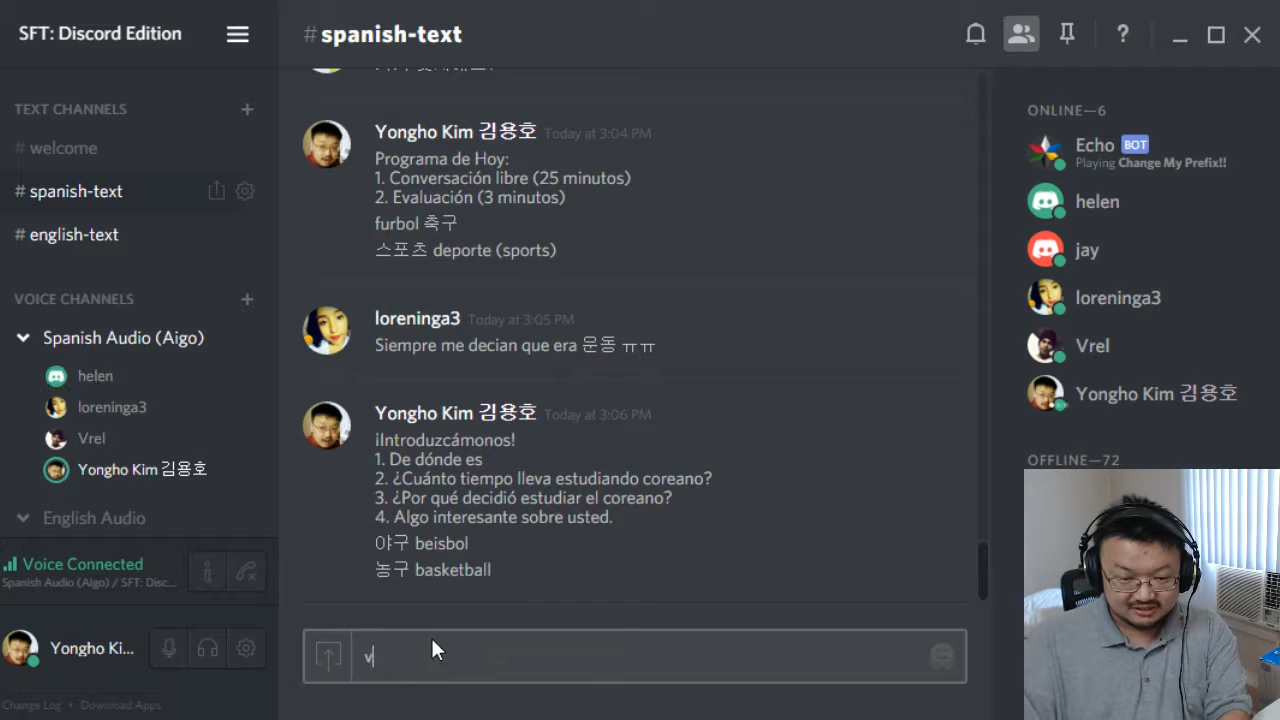 SFT: Discord Edition
TEXT CHANNELS
# welcome
# spanish-text
# english-text
VOICE CHANNELS
Spanish Audio (Aigo)
helen
loreninga3
Vrel
Yongho Kim 김용호
English Audio
Voice Connected
Spanish Audio (Aigo) / SFT: Disc...
Yongho Ki...
Change Log • Download Apps
# spanish-text
Yongho Kim 김용호 Today at 3:04 PM
Programa de Hoy:
1. Conversación libre (25 minutos)
2. Evaluación (3 minutos)
furbol 축구
스포츠 deporte (sports)
loreninga3 Today at 3:05 PM
Siempre me decian que era 운동 ㅠㅠ
Yongho Kim 김용호 Today at 3:06 PM
¡Introduzcámonos!
1. De dónde es
2. ¿Cuánto tiempo lleva estudiando coreano?
3. ¿Por qué decidió estudiar el coreano?
4. Algo interesante sobre usted.
야구 beisbol
농구 basketball
v
ONLINE—6
Echo BOT
Playing Change My Prefix!!
helen
jay
loreninga3
Vrel
Yongho Kim 김용호
OFFLINE—72